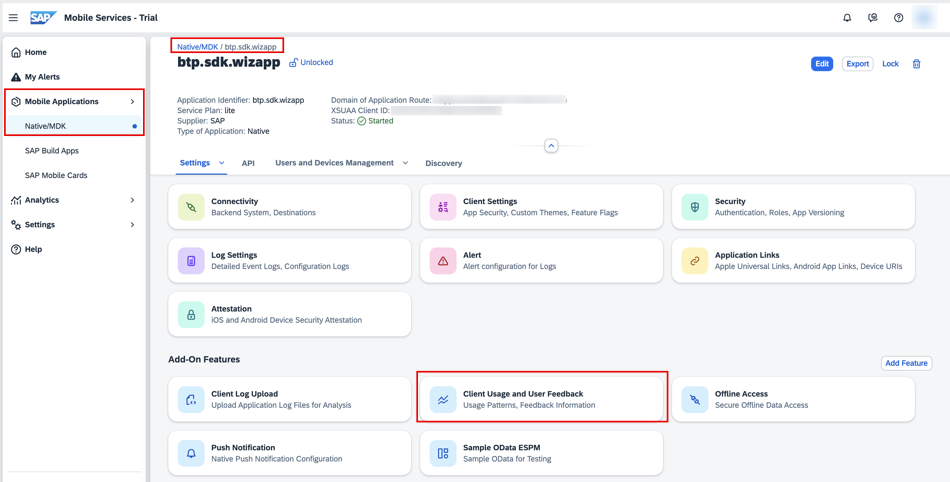 SAP Mobile Services - Trial
Home
My Alerts
Mobile Applications
Native/MDK
SAP Build Apps
SAP Mobile Cards
Analytics
Settings
Help
Native/MDK / btp.sdk.wizapp
btp.sdk.wizapp Unlocked
Edit Export Lock
Application Identifier: btp.sdk.wizapp
Service Plan: lite
Supplier: SAP
Type of Application: Native
Domain of Application Route:
XSUAA Client ID:
Status: Started
Settings API Users and Devices Management Discovery
Connectivity
Backend System, Destinations
Client Settings
App Security, Custom Themes, Feature Flags
Security
Authentication, Roles, App Versioning
Log Settings
Detailed Event Logs, Configuration Logs
Alert
Alert configuration for Logs
Application Links
Apple Universal Links, Android App Links, Device URIs
Attestation
iOS and Android Device Security Attestation
Add-On Features
Add Feature
Client Log Upload
Upload Application Log Files for Analysis
Client Usage and User Feedback
Usage Patterns, Feedback Information
Offline Access
Secure Offline Data Access
Push Notification
Native Push Notification Configuration
Sample OData ESPM
Sample OData for Testing